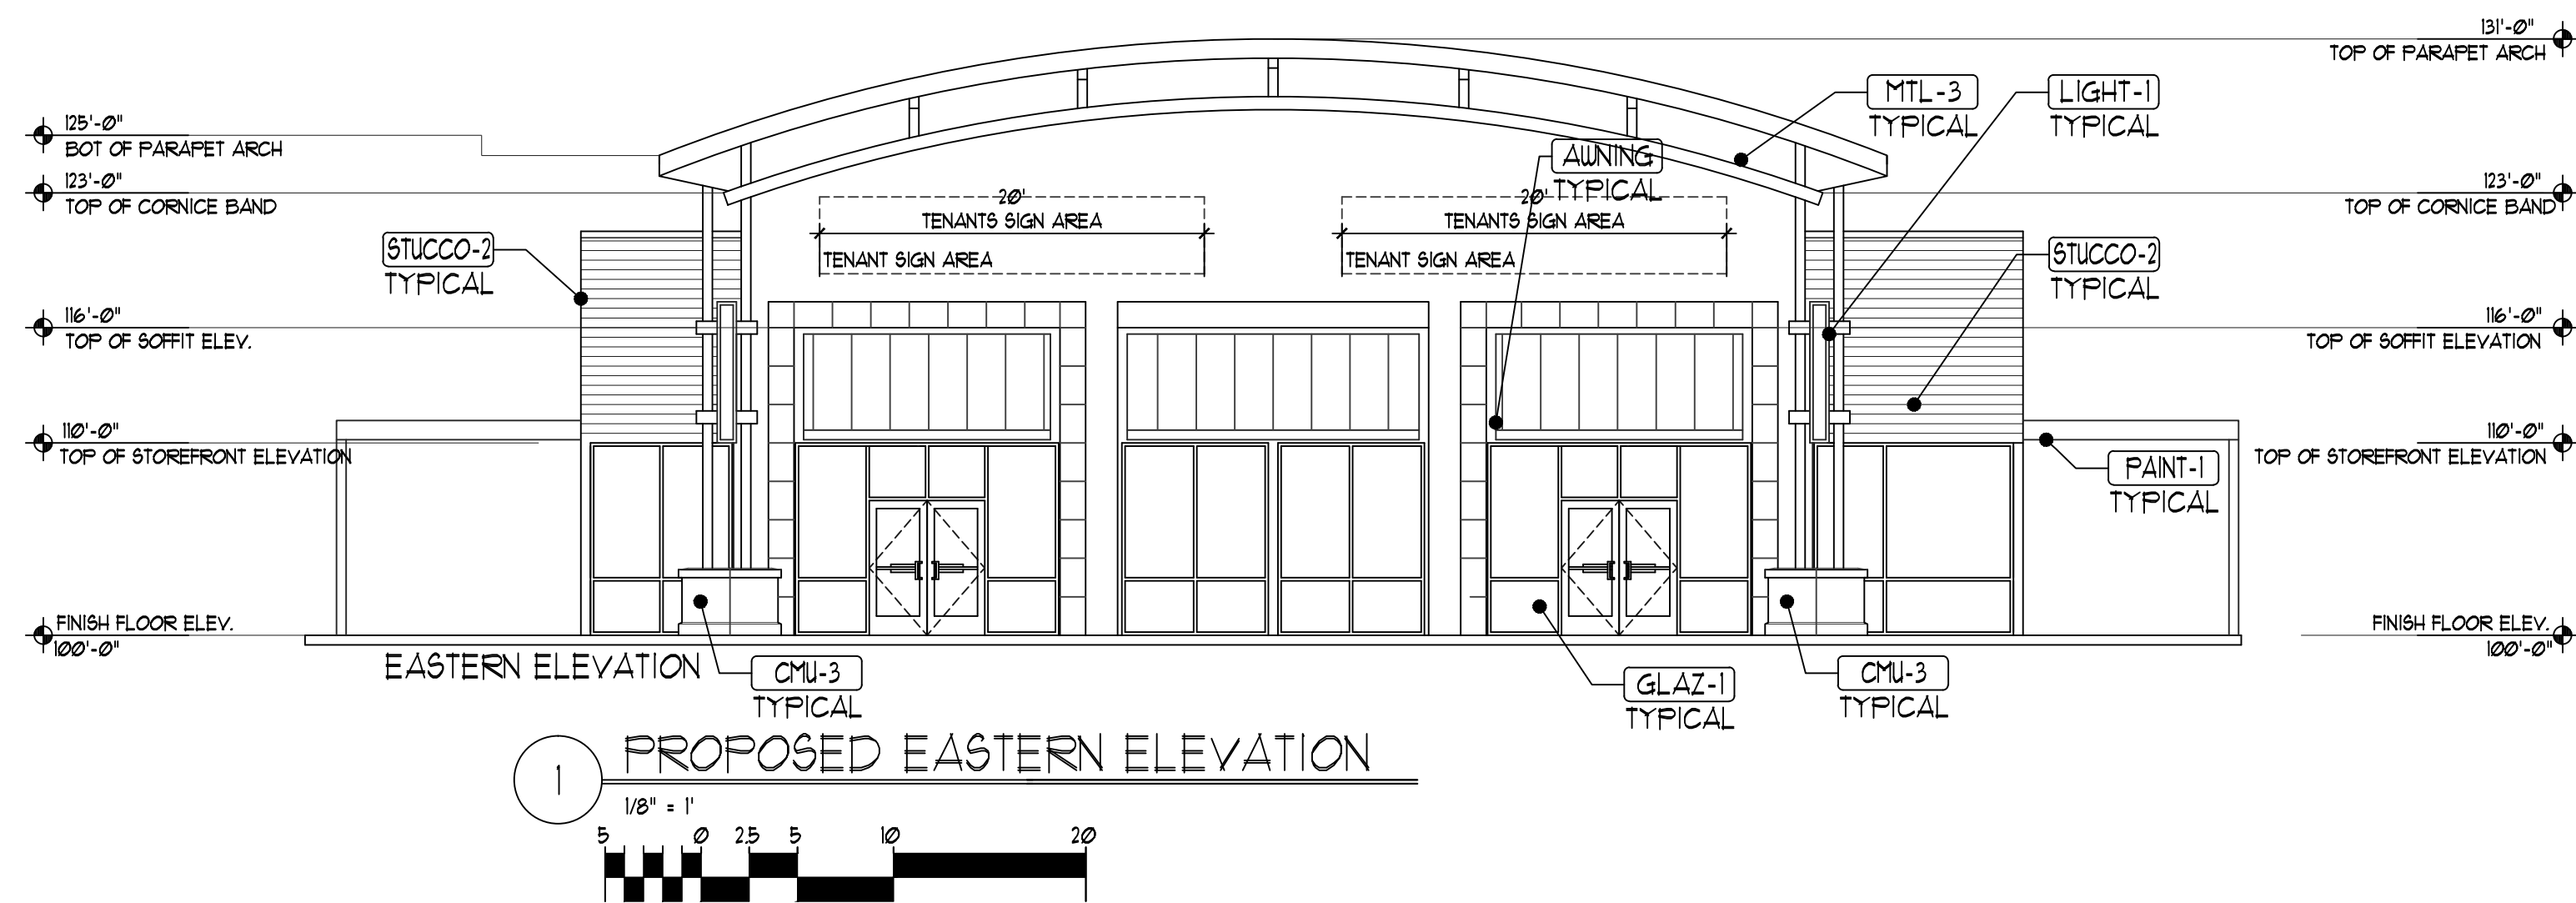 131'-0"
TOP OF PARAPET ARCH
MTL-3
TYPICAL
LIGHT-1
TYPICAL
125'-0"
BOT OF PARAPET ARCH
AWNING
TYPICAL
123'-0"
TOP OF CORNICE BAND
20'
TENANTS SIGN AREA
TENANT SIGN AREA
20'
TENANTS SIGN AREA
TENANT SIGN AREA
123'-0"
TOP OF CORNICE BAND
STUCCO-2
TYPICAL
STUCCO-2
TYPICAL
116'-0"
TOP OF SOFFIT ELEV.
116'-0"
TOP OF SOFFIT ELEVATION
110'-0"
TOP OF STOREFRONT ELEVATION
110'-0"
TOP OF STOREFRONT ELEVATION
PAINT-1
TYPICAL
FINISH FLOOR ELEV.
100'-0"
FINISH FLOOR ELEV.
100'-0"
EASTERN ELEVATION
CMU-3
TYPICAL
GLAZ-1
TYPICAL
CMU-3
TYPICAL
1
PROPOSED EASTERN ELEVATION
1/8" = 1'
5 0 2.5 5 10 20